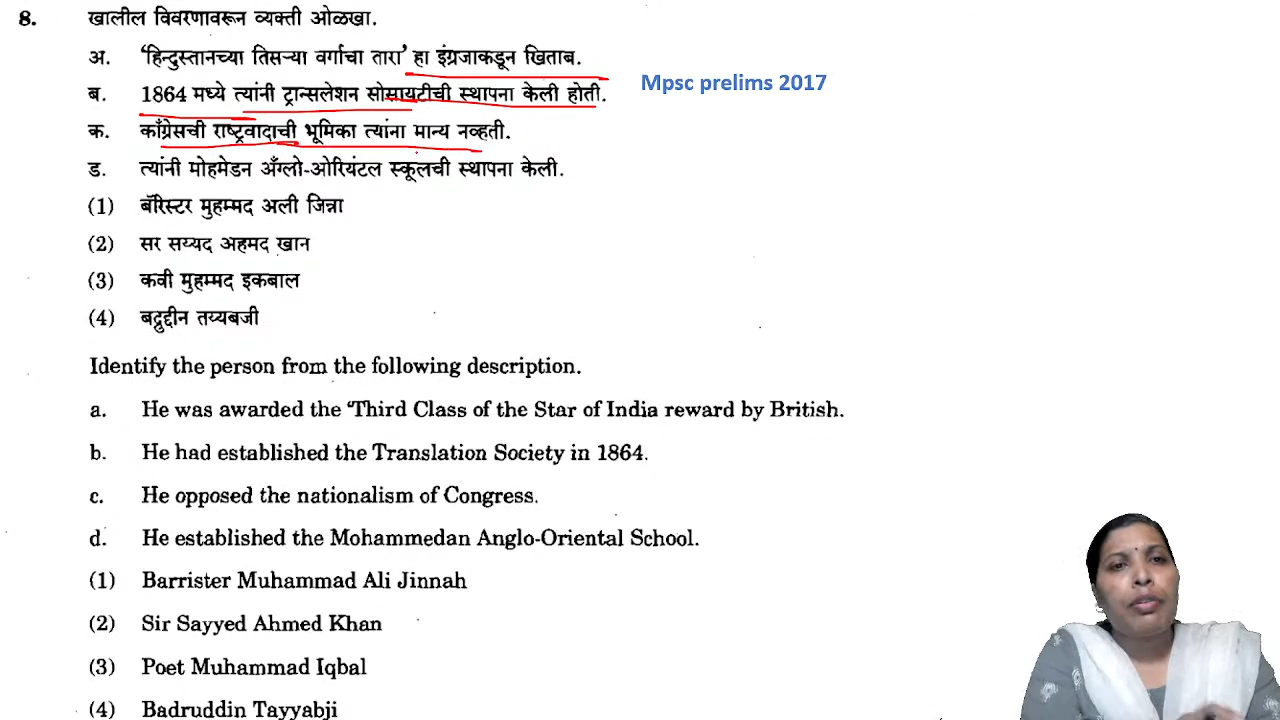 8. खालील विवरणावरून व्यक्ती ओळखा.
अ. 'हिन्दुस्तानच्या तिसऱ्या वर्गाचा तारा' हा इंग्रजाकडून खिताब.
Mpsc prelims 2017
ब. 1864 मध्ये त्यांनी ट्रान्सलेशन सोसायटीची स्थापना केली होती.
क. काँग्रेसची राष्ट्रवादाची भूमिका त्यांना मान्य नव्हती.
ड. त्यांनी मोहमेडन अँग्लो-ओरियंटल स्कूलची स्थापना केली.
(1) बॅरिस्टर मुहम्मद अली जिन्ना
(2) सर सय्यद अहमद खान
(3) कवी मुहम्मद इकबाल
(4) बद्रुद्दीन तय्यबजी
Identify the person from the following description.
a. He was awarded the 'Third Class of the Star of India reward by British.
b. He had established the Translation Society in 1864.
c. He opposed the nationalism of Congress.
d. He established the Mohammedan Anglo-Oriental School.
(1) Barrister Muhammad Ali Jinnah
(2) Sir Sayyed Ahmed Khan
(3) Poet Muhammad Iqbal
(4) Badruddin Tayyabji